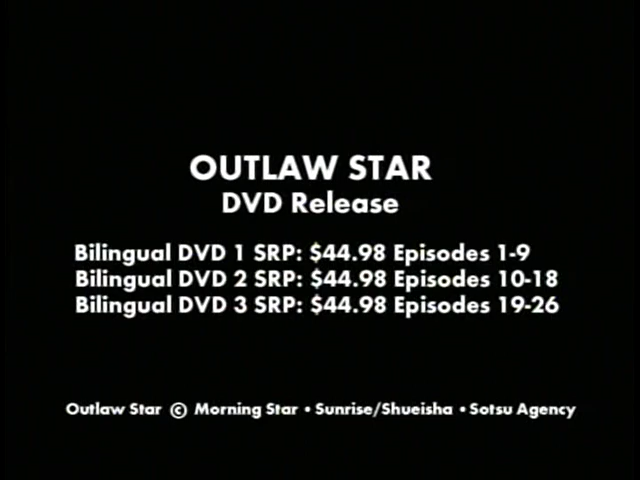 OUTLAW STAR
DVD Release
Bilingual DVD 1 SRP: $44.98 Episodes 1-9
Bilingual DVD 2 SRP: $44.98 Episodes 10-18
Bilingual DVD 3 SRP: $44.98 Episodes 19-26
Outlaw Star © Morning Star • Sunrise/Shueisha • Sotsu Agency